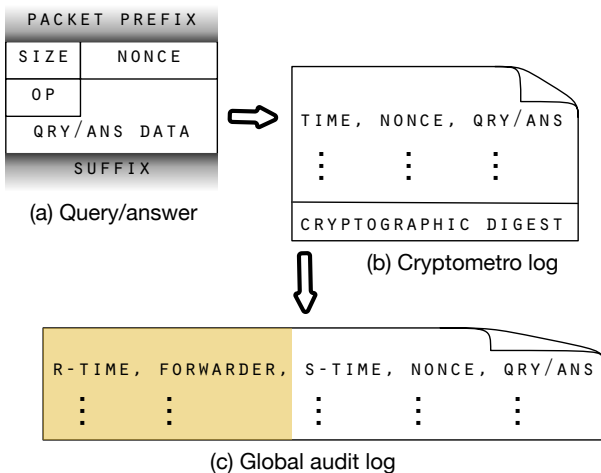 PACKET PREFIX
SIZE NONCE
OP
QRY/ANS DATA
SUFFIX
(a) Query/answer
TIME, NONCE, QRY/ANS
CRYPTOGRAPHIC DIGEST
(b) Cryptometro log
R-TIME, FORWARDER, S-TIME, NONCE, QRY/ANS
(c) Global audit log